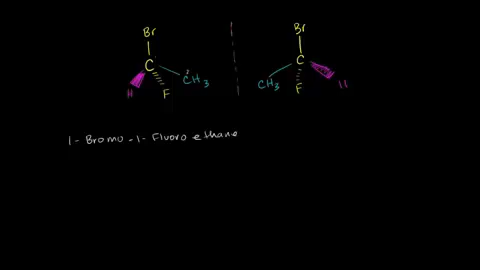 Br Br
C C
H F CH3 CH3 F H
1- Bromo -1- Fluoro ethane